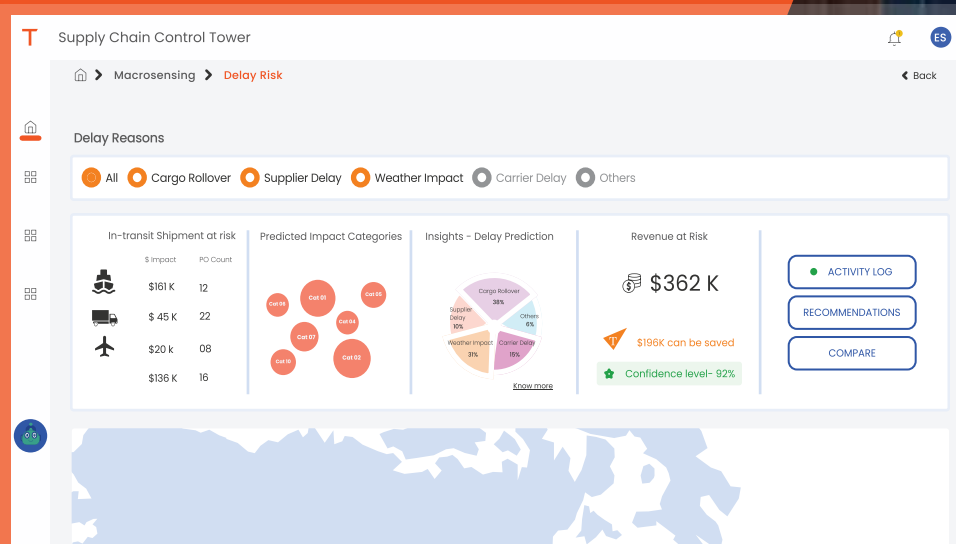 T
Supply Chain Control Tower
ES
Macrosensing
Delay Risk
Back
Delay Reasons
All
Cargo Rollover
Supplier Delay
Weather Impact
Carrier Delay
Others
In-transit Shipment at risk
$ Impact
PO Count
$161 K
12
$ 45 K
22
$20 k
08
$136 K
16
Predicted Impact Categories
Cat 01
Cat 05
Cat 04
Cat 07
Cat 10
Cat 02
Insights - Delay Prediction
Cargo Rollover
38%
Supplier
Delay
10%
Others
6%
Weather Impact
31%
Carrier Delay
15%
Know more
Revenue at Risk
$362 K
T
$196K can be saved
Confidence level- 92%
ACTIVITY LOG
RECOMMENDATIONS
COMPARE